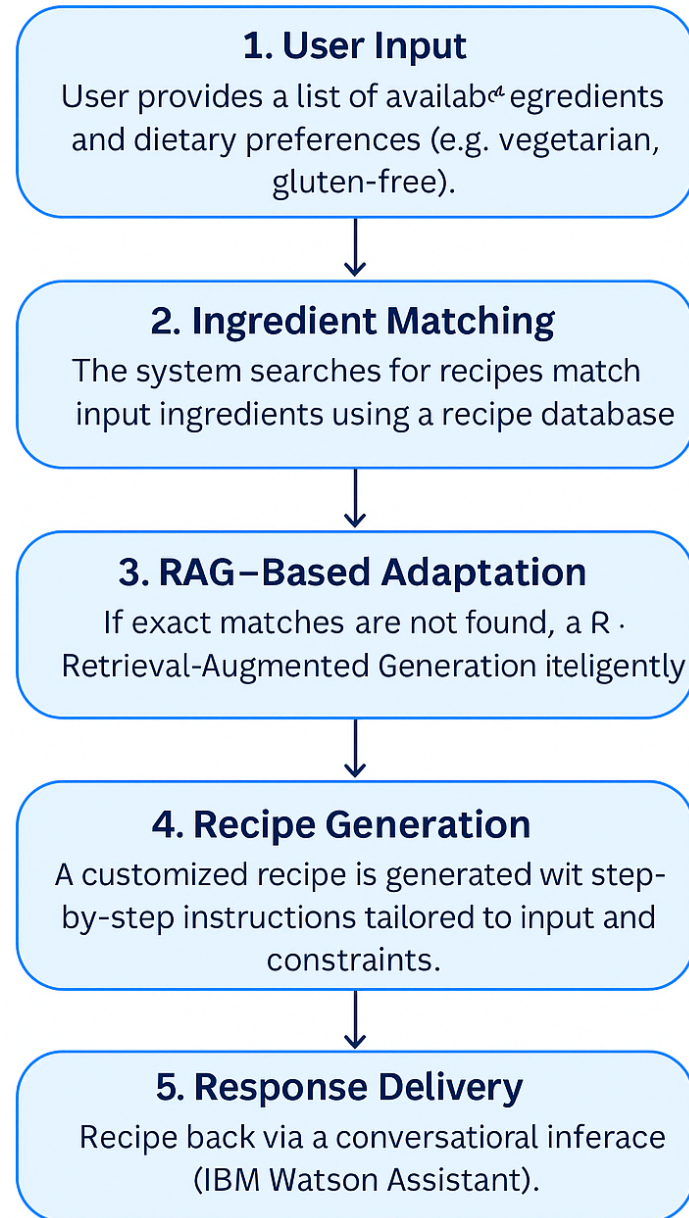 1. User Input
User provides a list of egredients
and dietary preferences (e.g. vegetarian,
gluten-free).
2. Ingredient Matching
The system searches for recipes match
input ingredients using a recipe database
3. RAG–Based Adaptation
If exact matches are not found, a R ·
Retrieval-Augmented Generation iteligently
4. Recipe Generation
A customized recipe is generated wit step-
by-step instructions tailored to input and
constraints.
5. Response Delivery
Recipe back via a conversatioral inferace
(IBM Watson Assistant).